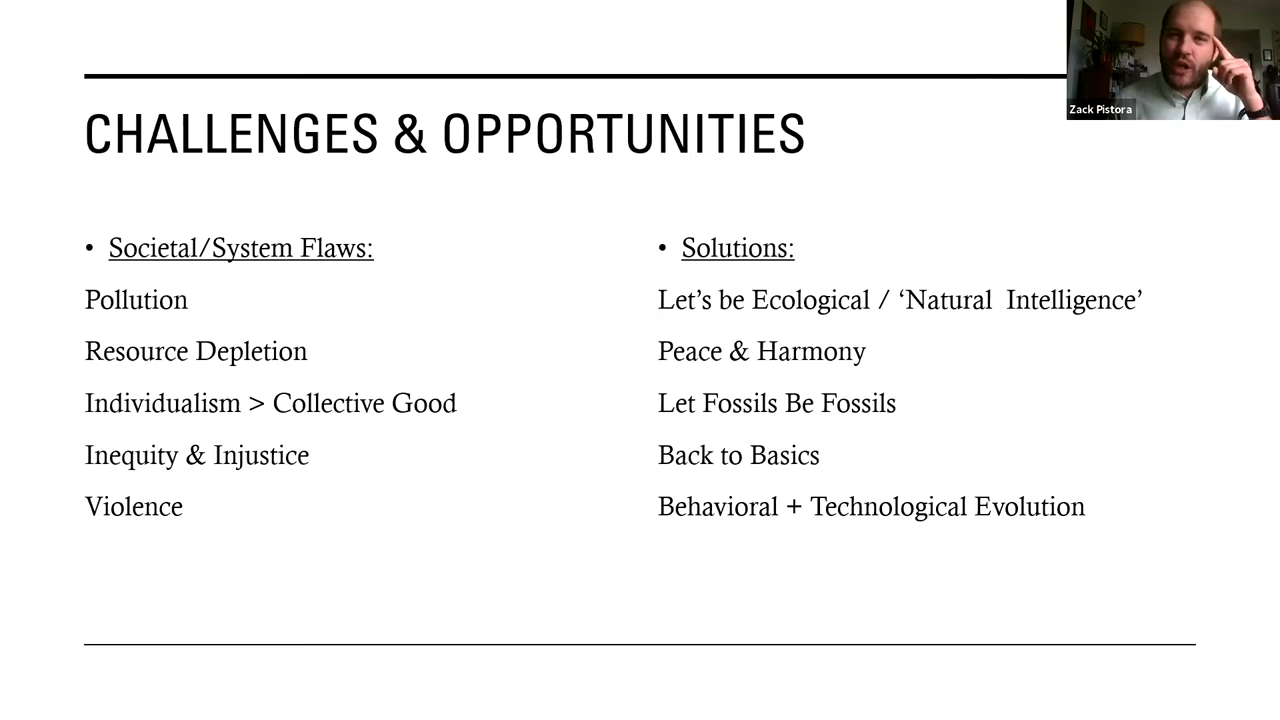 Zack Pistora
CHALLENGES & OPPORTUNITIES
• Societal/System Flaws:
Pollution
Resource Depletion
Individualism > Collective Good
Inequity & Injustice
Violence
• Solutions:
Let’s be Ecological / ‘Natural  Intelligence’
Peace & Harmony
Let Fossils Be Fossils
Back to Basics
Behavioral + Technological Evolution